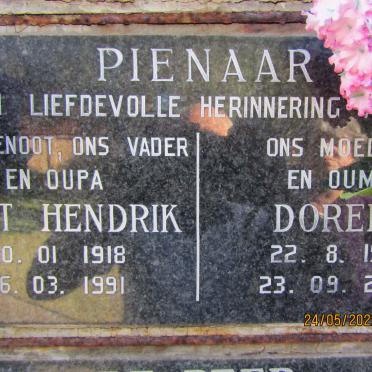 PIENAAR
LIEFDEVOLLE HERINNERING
ENOOT, ONS VADER
EN OUPA
T HENDRIK
0. 01 1918
6. 03. 1991
ONS MOED
EN OUM
DORE
22. 8. 1
23. 09. 2
24/05/202